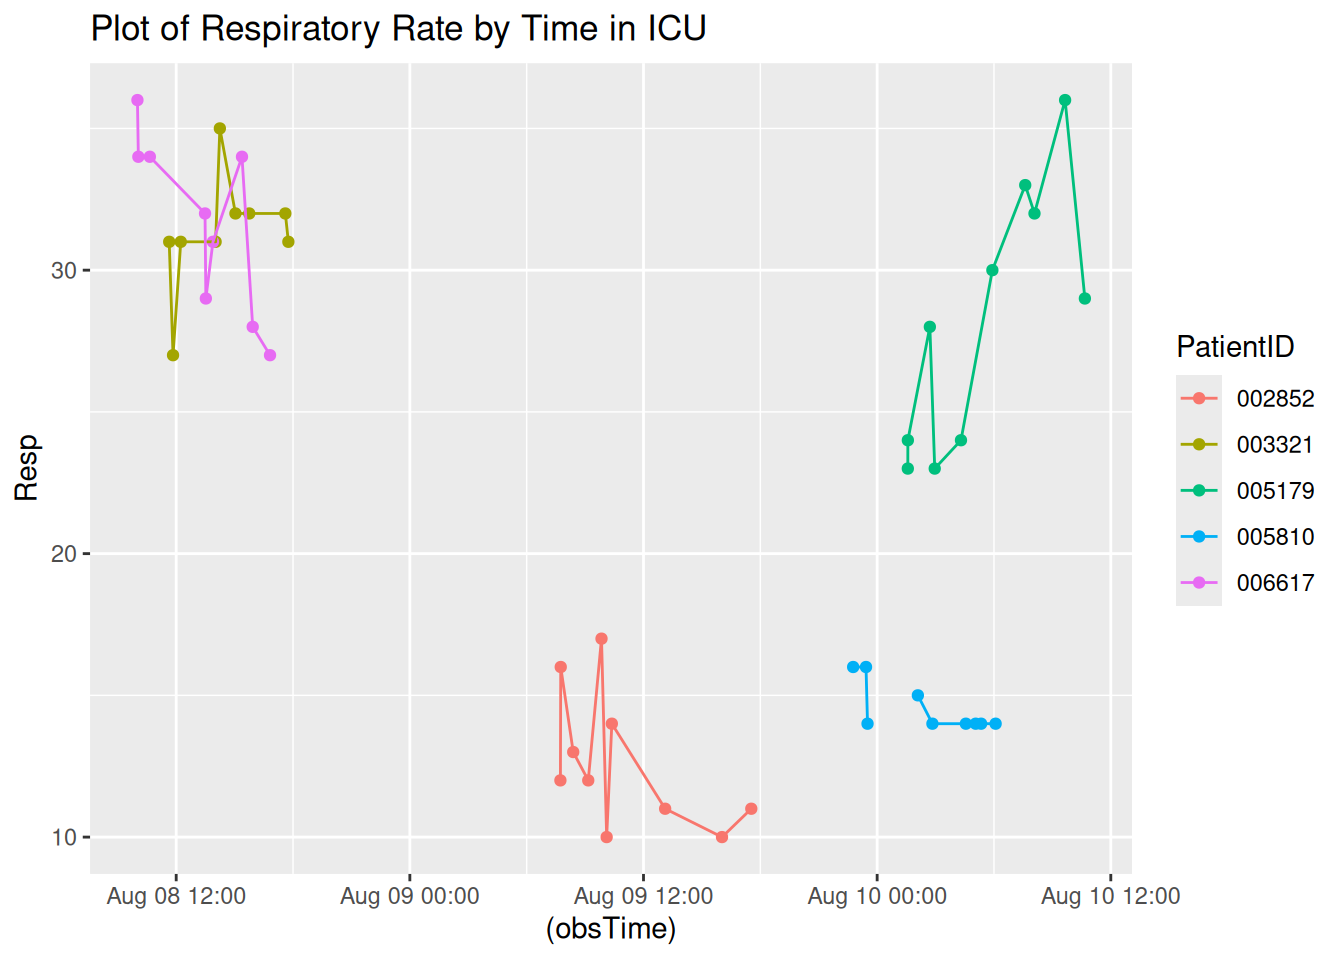 Plot of Respiratory Rate by Time in ICU
Resp
30
20
10
Aug 08 12:00
Aug 09 00:00
Aug 09 12:00
Aug 10 00:00
Aug 10 12:00
(obsTime)
PatientID
002852
003321
005179
005810
006617